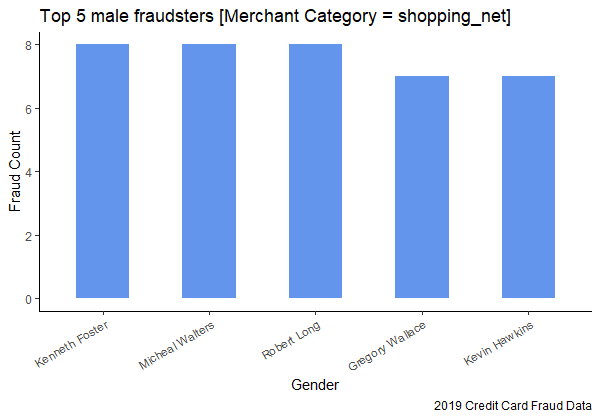 Top 5 male fraudsters [Merchant Category = shopping_net]
Fraud Count
8
6
4
2
0
Kenneth Foster
Micheal Walters
Robert Long
Gregory Wallace
Kevin Hawkins
Gender
2019 Credit Card Fraud Data